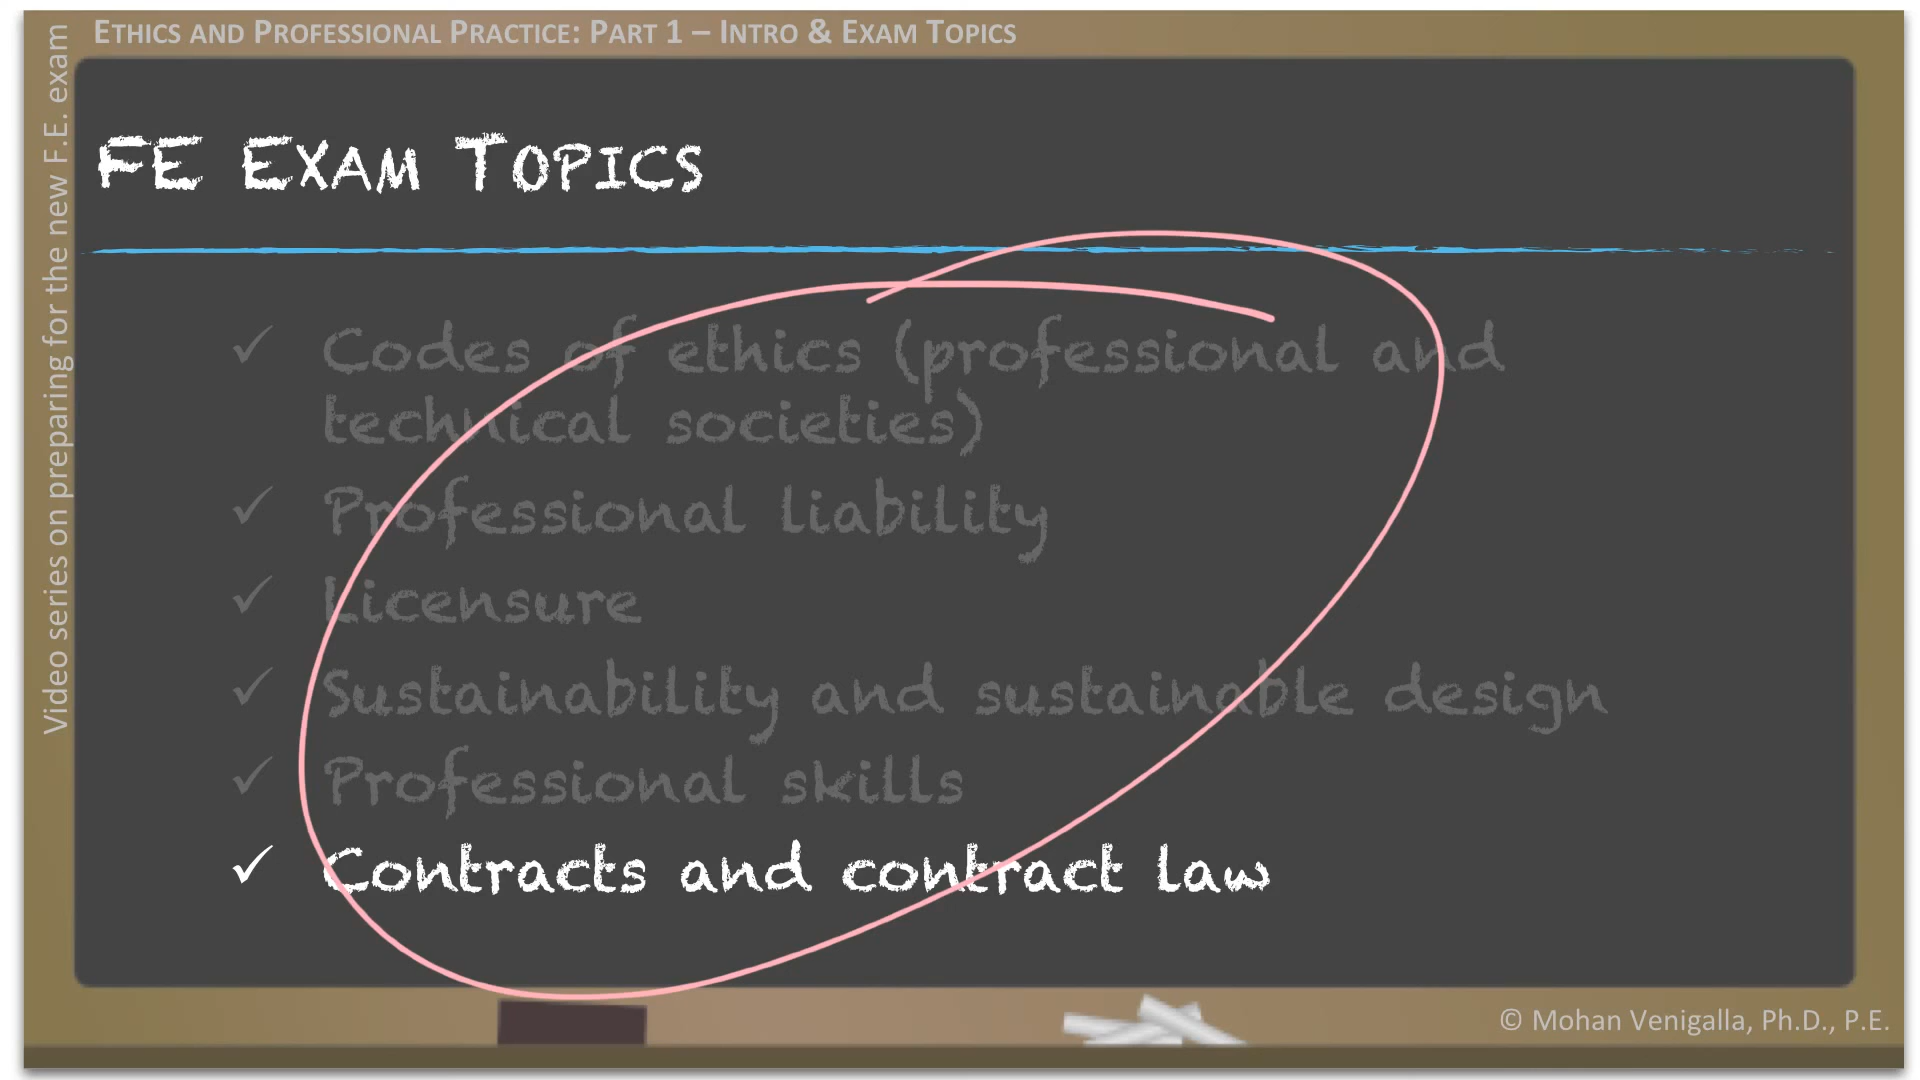 Ethics and Professional Practice: Part 1 – Intro & Exam Topics
Video series on preparing for the new F.E. exam
FE Exam Topics
✓ Codes of ethics (professional and
technical societies)
✓ Professional liability
✓ Licensure
✓ Sustainability and sustainable design
✓ Professional skills
✓ Contracts and contract law
© Mohan Venigalla, Ph.D., P.E.